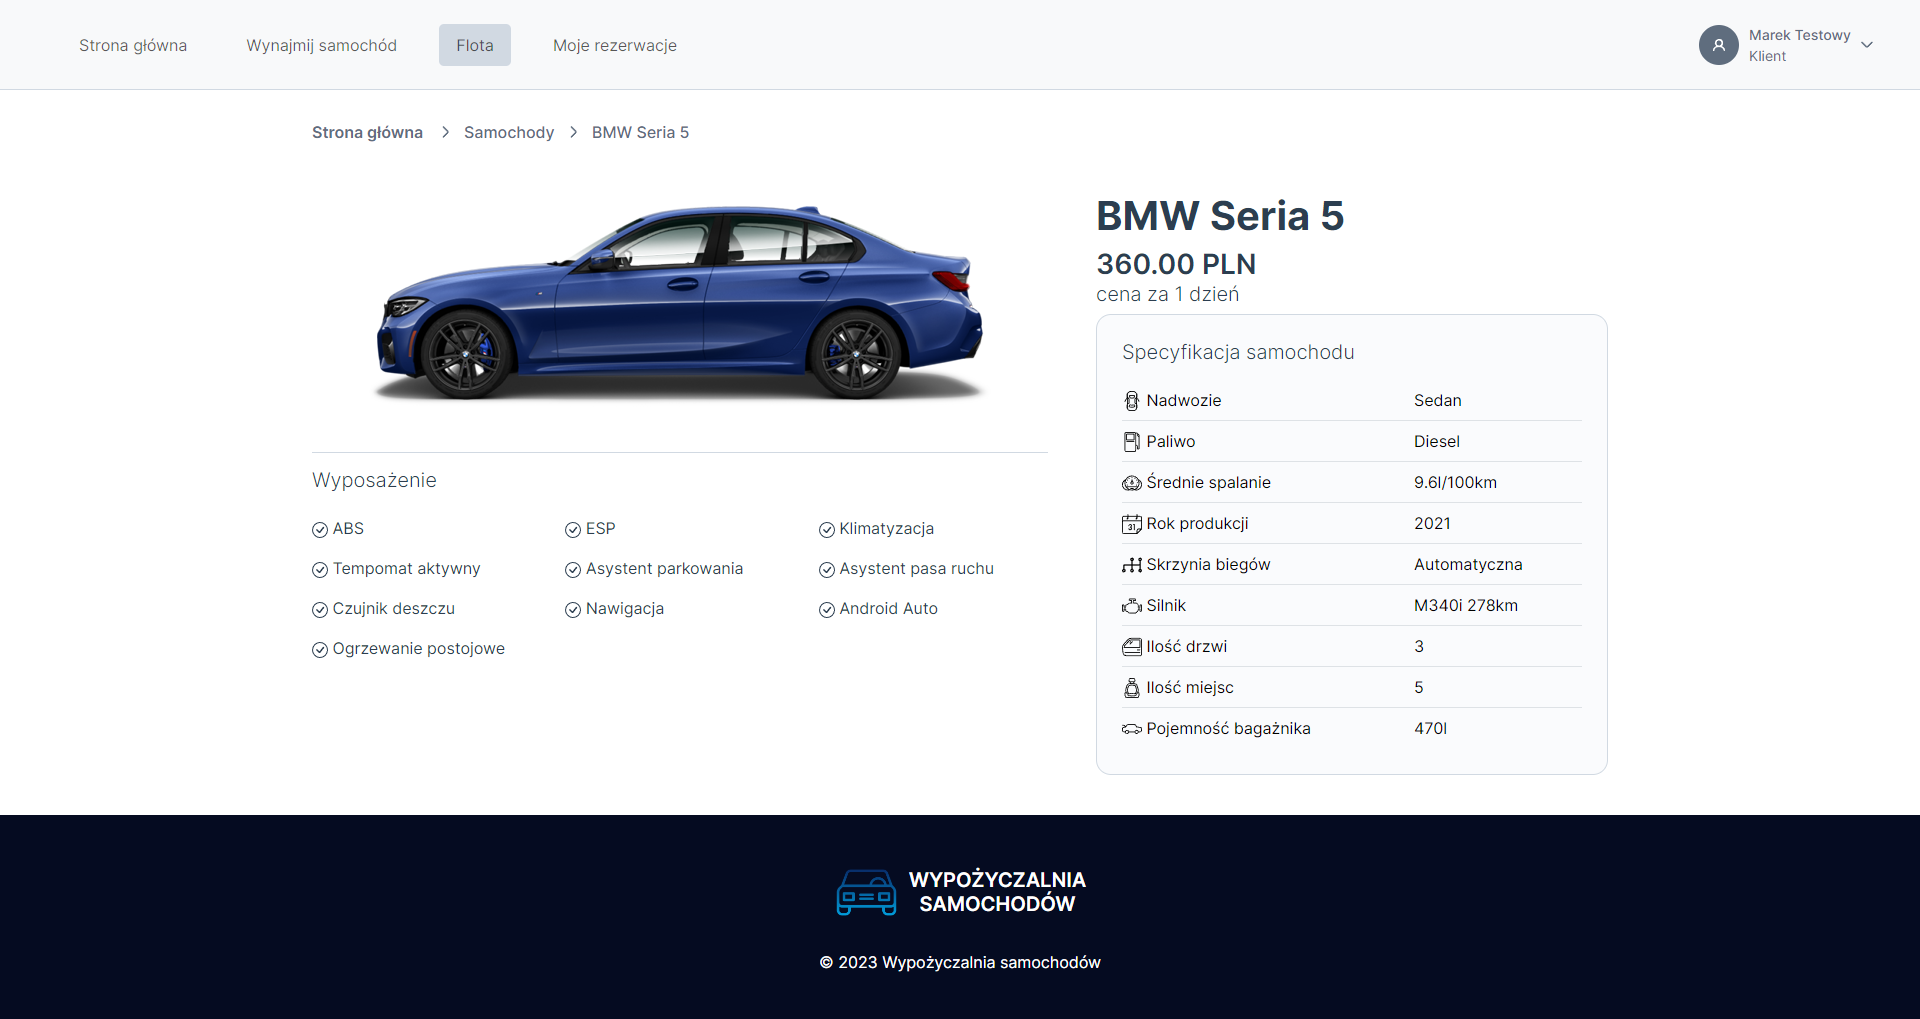 Strona główna
Wynajmij samochód
Flota
Moje rezerwacje
Marek Testowy
Klient
Strona główna
Samochody
BMW Seria 5
BMW Seria 5
360.00 PLN
cena za 1 dzień
Specyfikacja samochodu
Nadwozie Sedan
Paliwo Diesel
Średnie spalanie 9.6l/100km
31 Rok produkcji 2021
Skrzynia biegów Automatyczna
Silnik M340i 278km
Ilość drzwi 3
Ilość miejsc 5
Pojemność bagażnika 470l
Wyposażenie
ABS
ESP
Klimatyzacja
Tempomat aktywny
Asystent parkowania
Asystent pasa ruchu
Czujnik deszczu
Nawigacja
Android Auto
Ogrzewanie postojowe
WYPOŻYCZALNIA
SAMOCHODÓW
© 2023 Wypożyczalnia samochodów